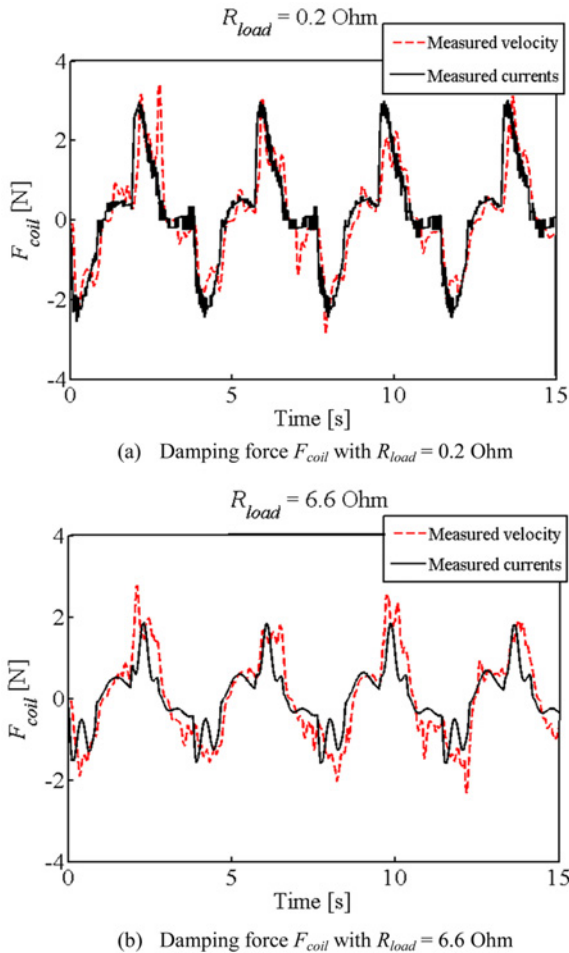 R_load = 0.2 Ohm
Measured velocity
Measured currents
4
2
0
-2
-4
F_coil [N]
0
5
10
15
Time [s]
(a) Damping force F_coil with R_load = 0.2 Ohm
R_load = 6.6 Ohm
Measured velocity
Measured currents
4
2
0
-2
-4
F_coil [N]
0
5
10
15
Time [s]
(b) Damping force F_coil with R_load = 6.6 Ohm